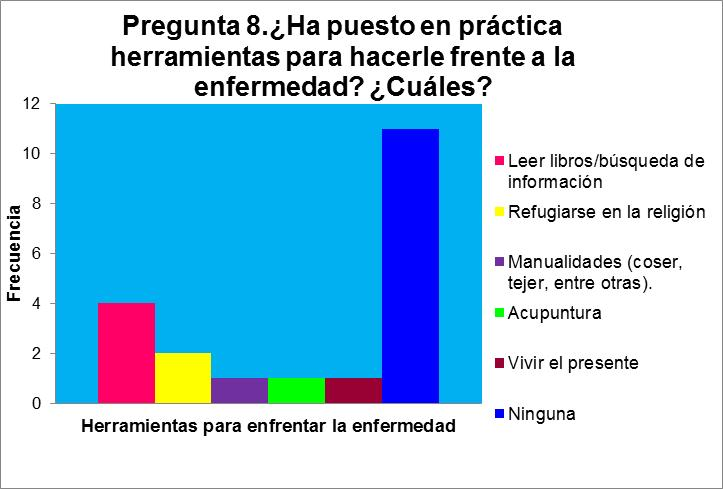 Pregunta 8.¿Ha puesto en práctica
herramientas para hacerle frente a la
enfermedad? ¿Cuáles?
12
10
8
6
4
2
0
Frecuencia
Herramientas para enfrentar la enfermedad
Leer libros/búsqueda de
información
Refugiarse en la religión
Manualidades (coser,
tejer, entre otras).
Acupuntura
Vivir el presente
Ninguna